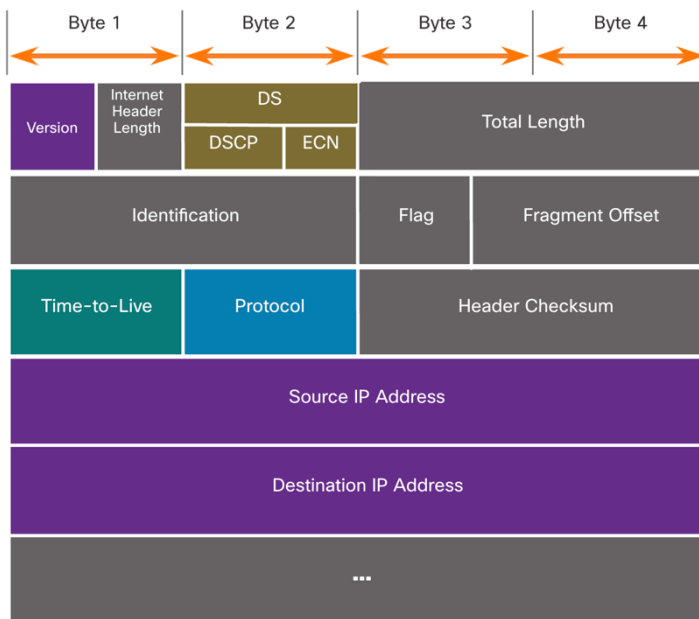 Byte 1 Byte 2 Byte 3 Byte 4
Version
Internet
Header
Length
DS
DSCP ECN
Total Length
Identification Flag Fragment Offset
Time-to-Live Protocol Header Checksum
Source IP Address
Destination IP Address
...